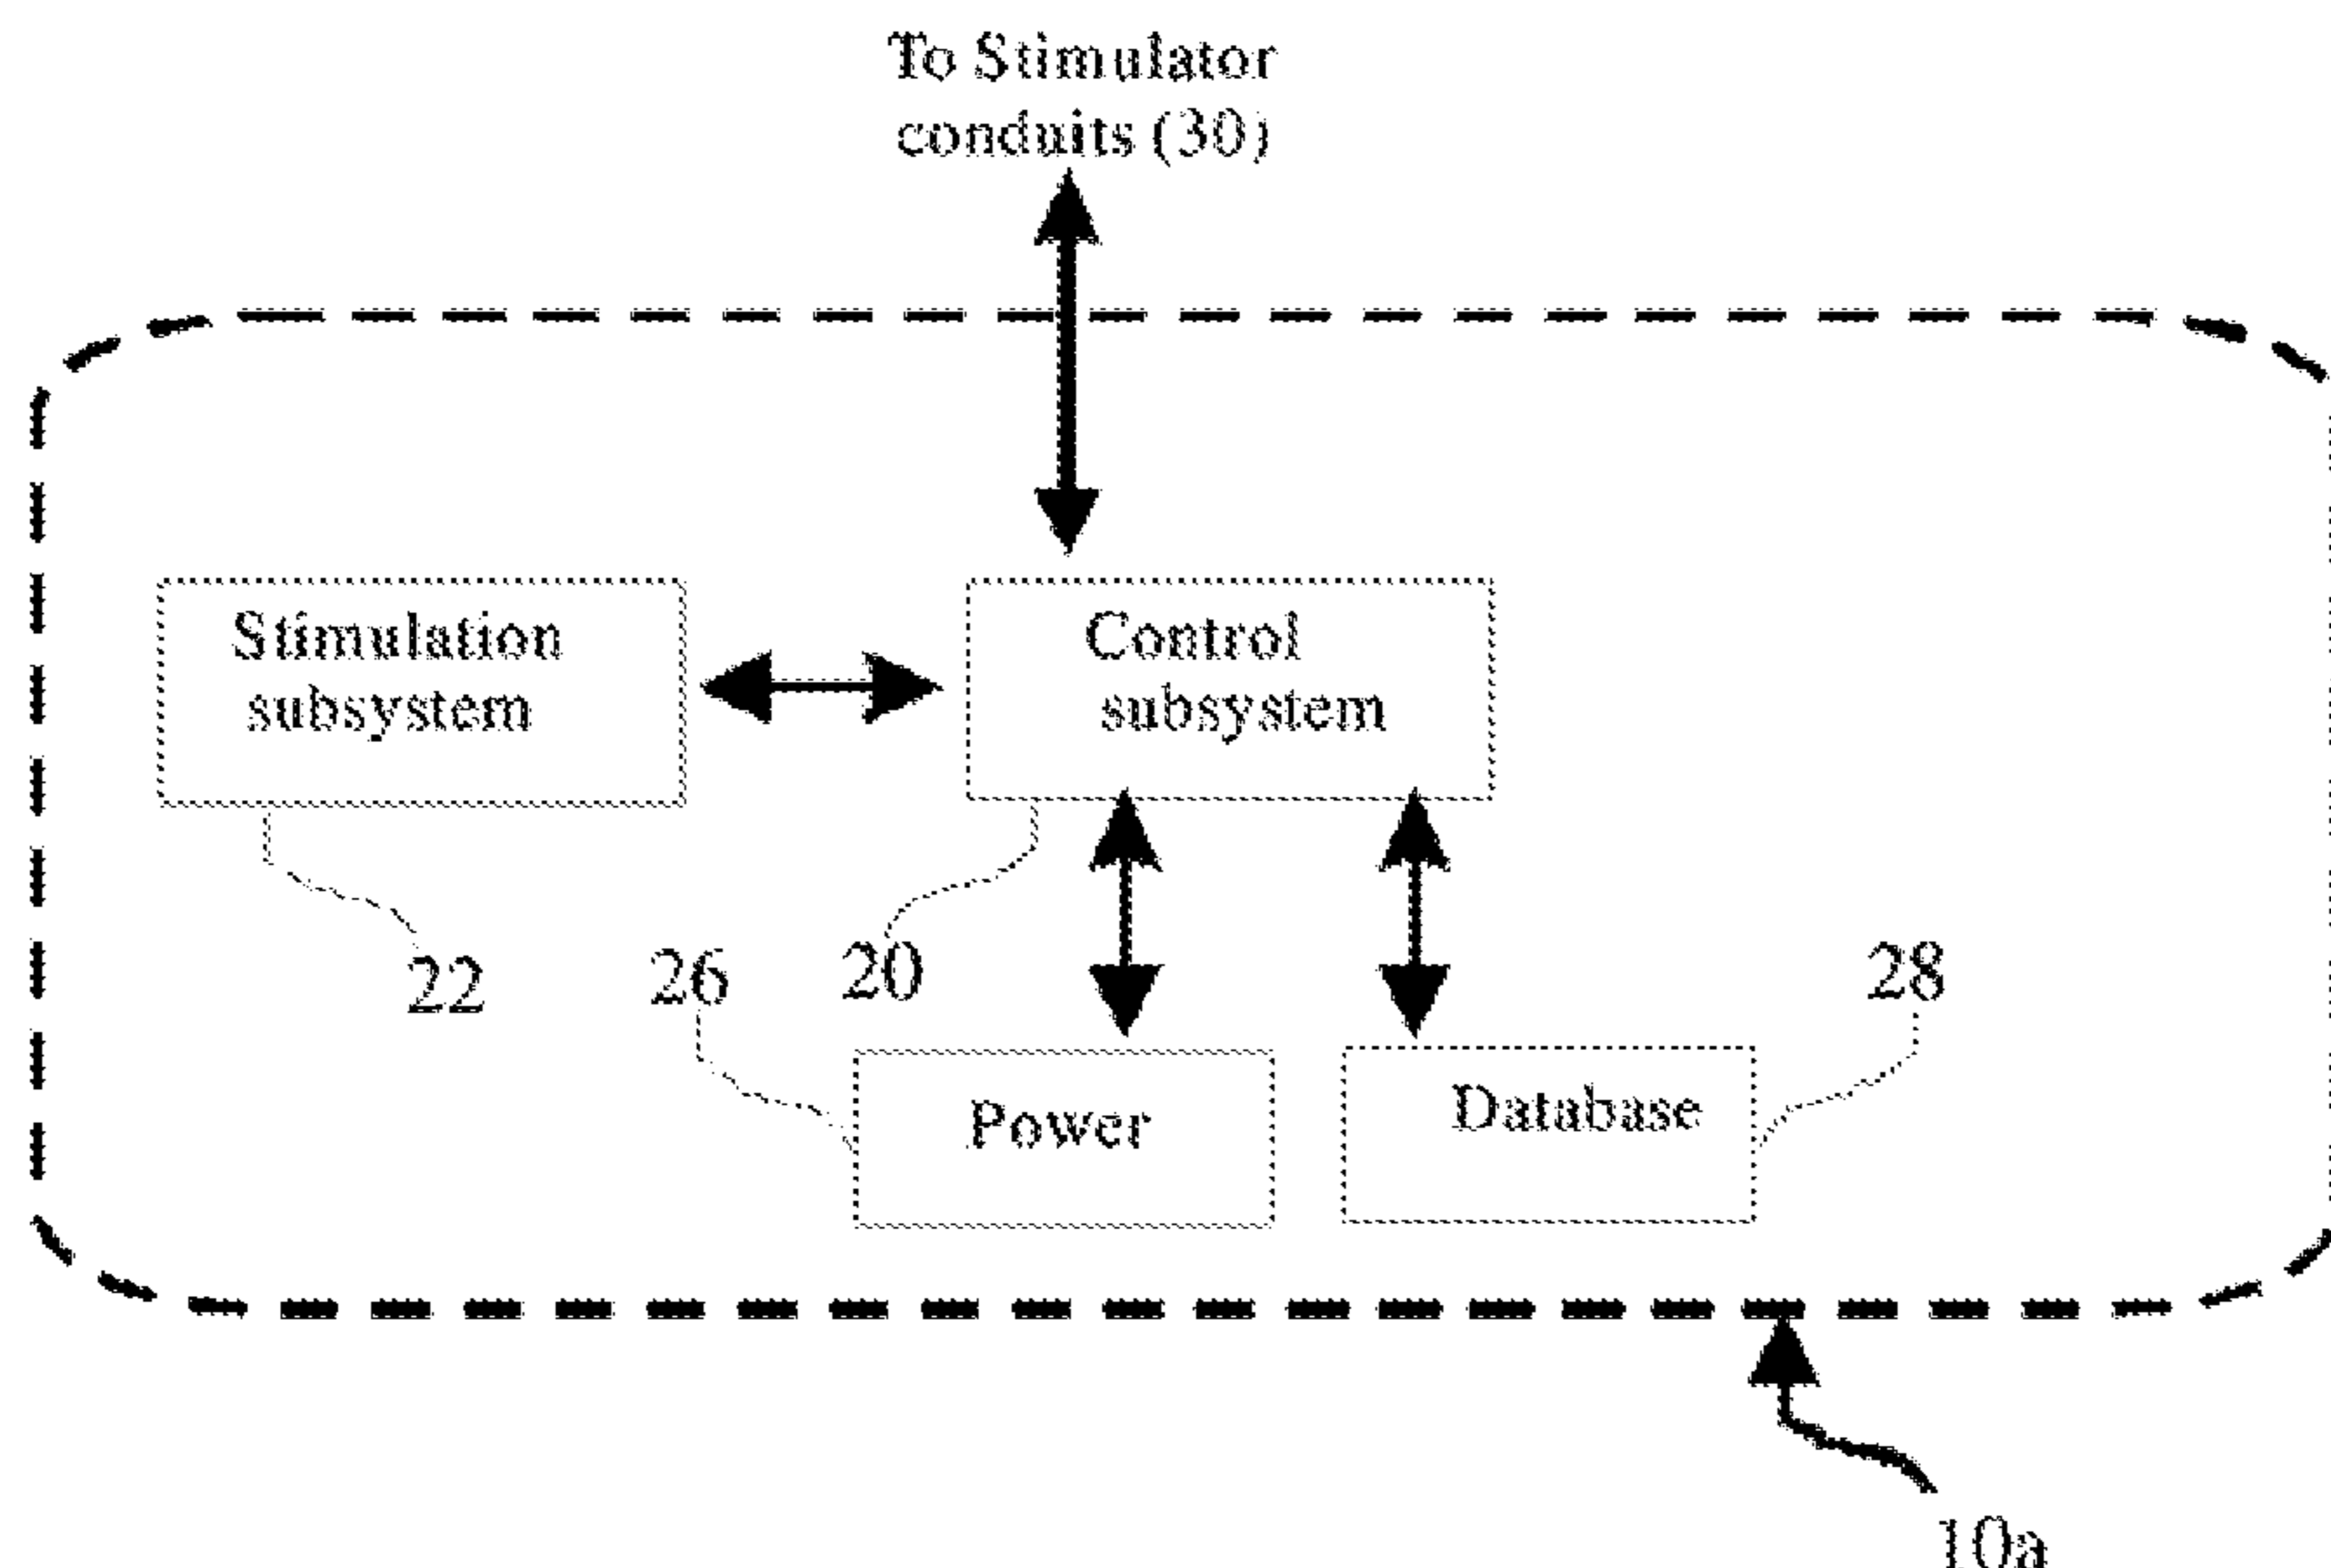 To Stimulator
conduits (30)
Stimulation
subsystem
Control
subsystem
22
26
20
28
Power
Database
10a